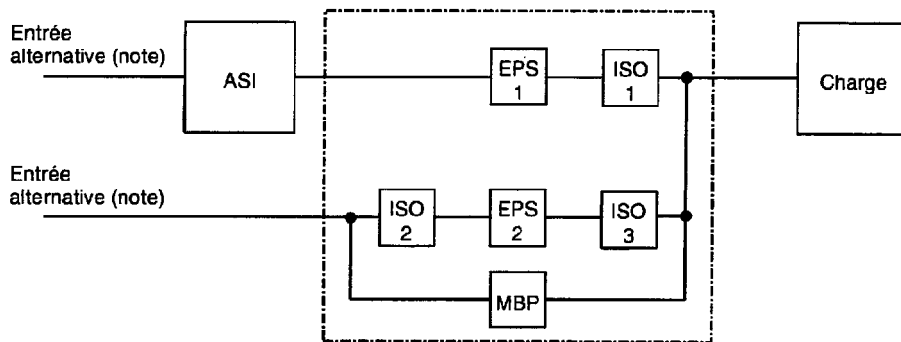 Entrée
alternative (note)
ASI
EPS
1
ISO
1
Charge
Entrée
alternative (note)
ISO
2
EPS
2
ISO
3
MBP